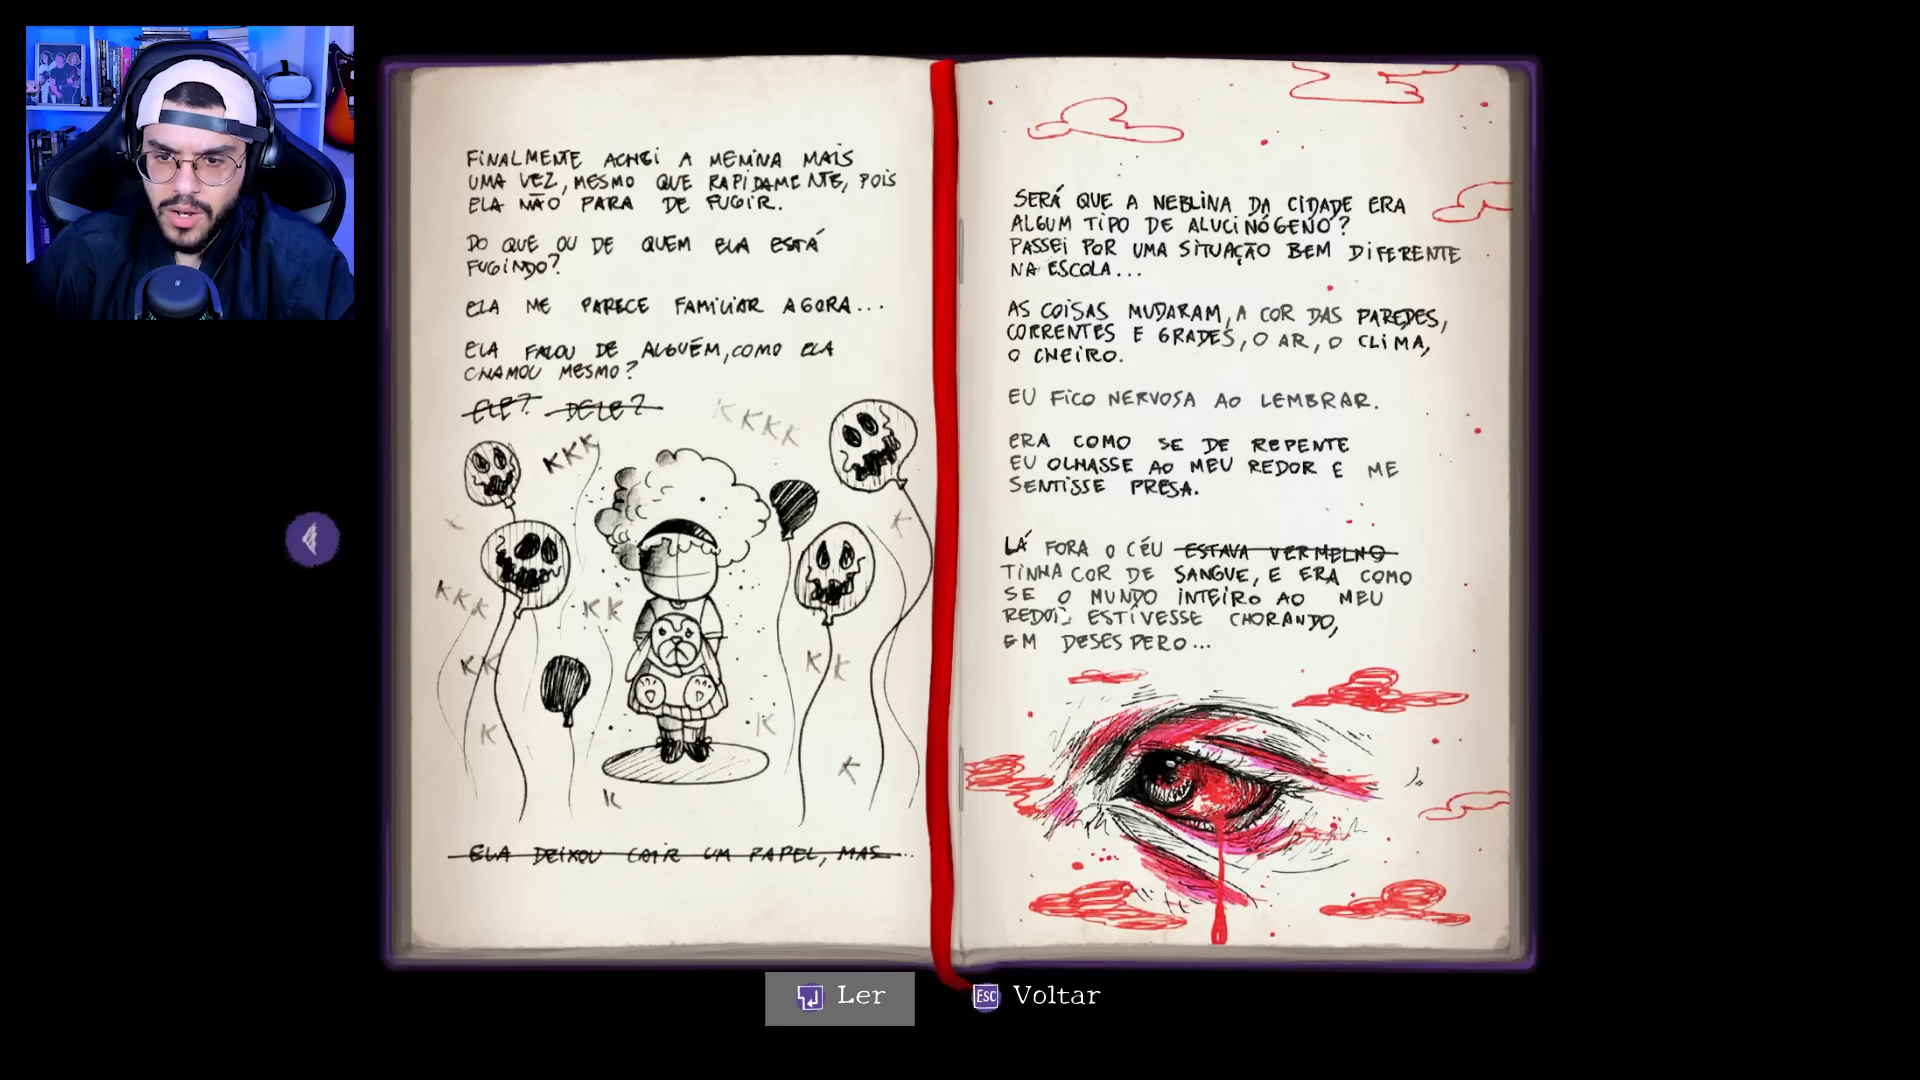 FINALMENTE ACHEI A MENINA MAIS
UMA VEZ, MESMO QUE RAPIDAMENTE, POIS
ELA NÃO PARA DE FUGIR.
DO QUE OU DE QUEM ELA ESTÁ
FUGINDO?
ELA ME PARECE FAMILIAR AGORA...
ELA FALOU DE ALGUÉM, COMO ELA
CHAMOU MESMO?
ELE? DELE?
KKK
KKKK
K
K
KKK
KK
KK
KK
K
K
K
K
ELA DEIXOU CAIR UM PAPEL, MAS...
SERÁ QUE A NEBLINA DA CIDADE ERA
ALGUM TIPO DE ALUCINÓGENO?
PASSEI POR UMA SITUAÇÃO BEM DIFERENTE
NA ESCOLA...
AS COISAS MUDARAM, A COR DAS PAREDES,
CORRENTES E GRADES, O AR, O CLIMA,
O CHEIRO.
EU FICO NERVOSA AO LEMBRAR.
ERA COMO SE DE REPENTE
EU OLHASSE AO MEU REDOR E ME
SENTISSE PRESA.
LÁ FORA O CÉU ESTAVA VERMELHO
TINHA COR DE SANGUE, E ERA COMO
SE O MUNDO INTEIRO AO MEU
REDOR ESTIVESSE CHORANDO,
EM DESESPERO...
Ler
ESC Voltar